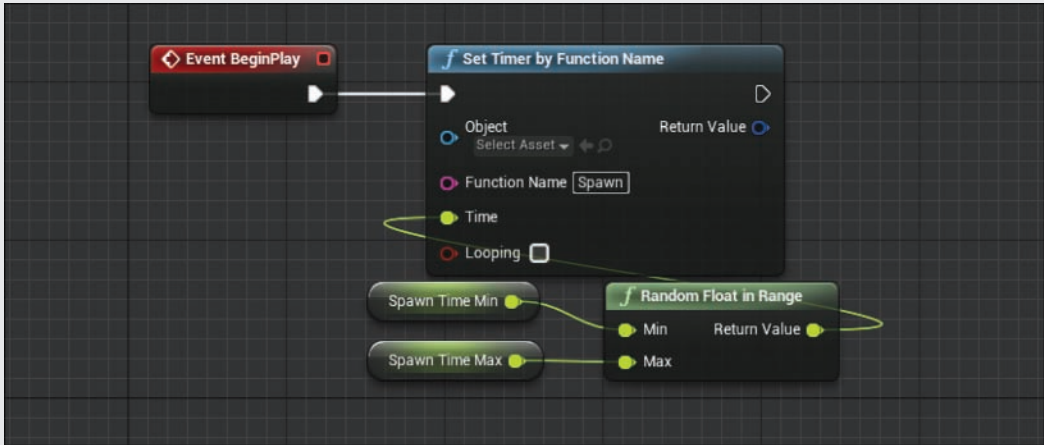 Event BeginPlay
f Set Timer by Function Name
Object
Select Asset
Return Value
Function Name Spawn
Time
Looping
Spawn Time Min
Spawn Time Max
f Random Float in Range
Min
Return Value
Max